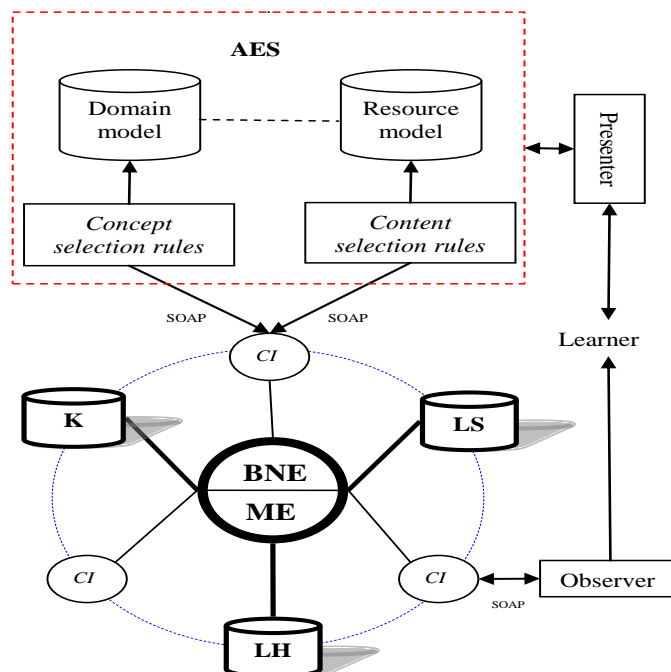 AES
Domain
model
Resource
model
Presenter
Concept
selection rules
Content
selection rules
SOAP
SOAP
Learner
CI
K
LS
BNE
ME
CI
CI
SOAP
Observer
LH